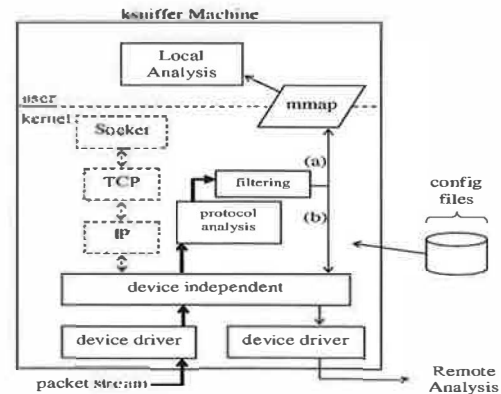 ksniffer Machine
Local
Analysis
mmap
user
kernel
Socket
(a)
TCP
filtering
config
files
protocol
analysis
(b)
IP
device independent
device driver
device driver
packet stream
Remote
Analysis